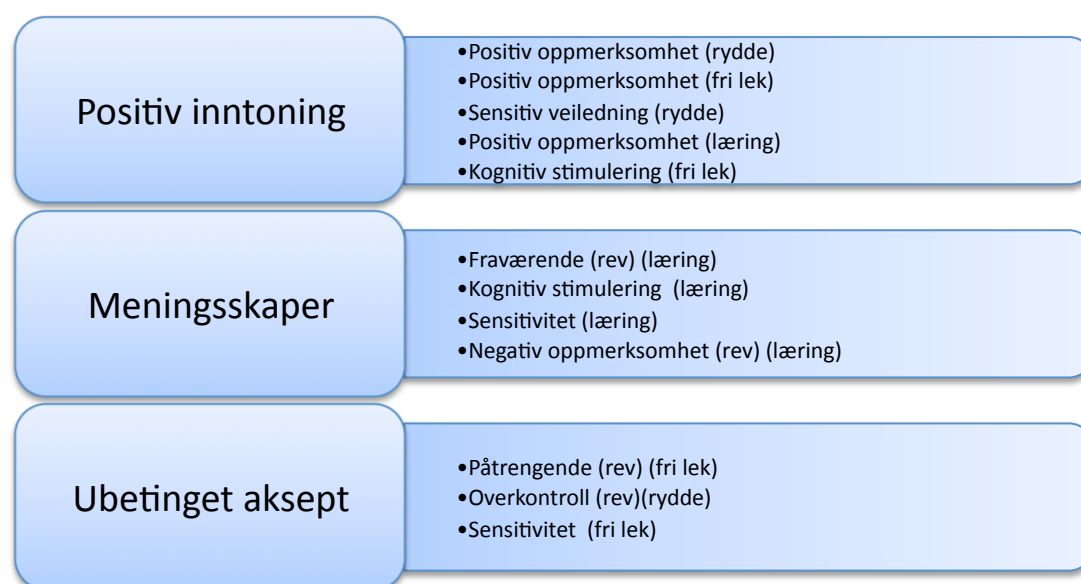 Positiv inntoning
•Positiv oppmerksomhet (rydde)
•Positiv oppmerksomhet (fri lek)
•Sensitiv veiledning (rydde)
•Positiv oppmerksomhet (læring)
•Kognitiv stimulering (fri lek)
Meningsskaper
•Fraværende (rev) (læring)
•Kognitiv stimulering  (læring)
•Sensitivitet (læring)
•Negativ oppmerksomhet (rev) (læring)
Ubetinget aksept
•Påtrengende (rev) (fri lek)
•Overkontroll (rev)(rydde)
•Sensitivitet  (fri lek)